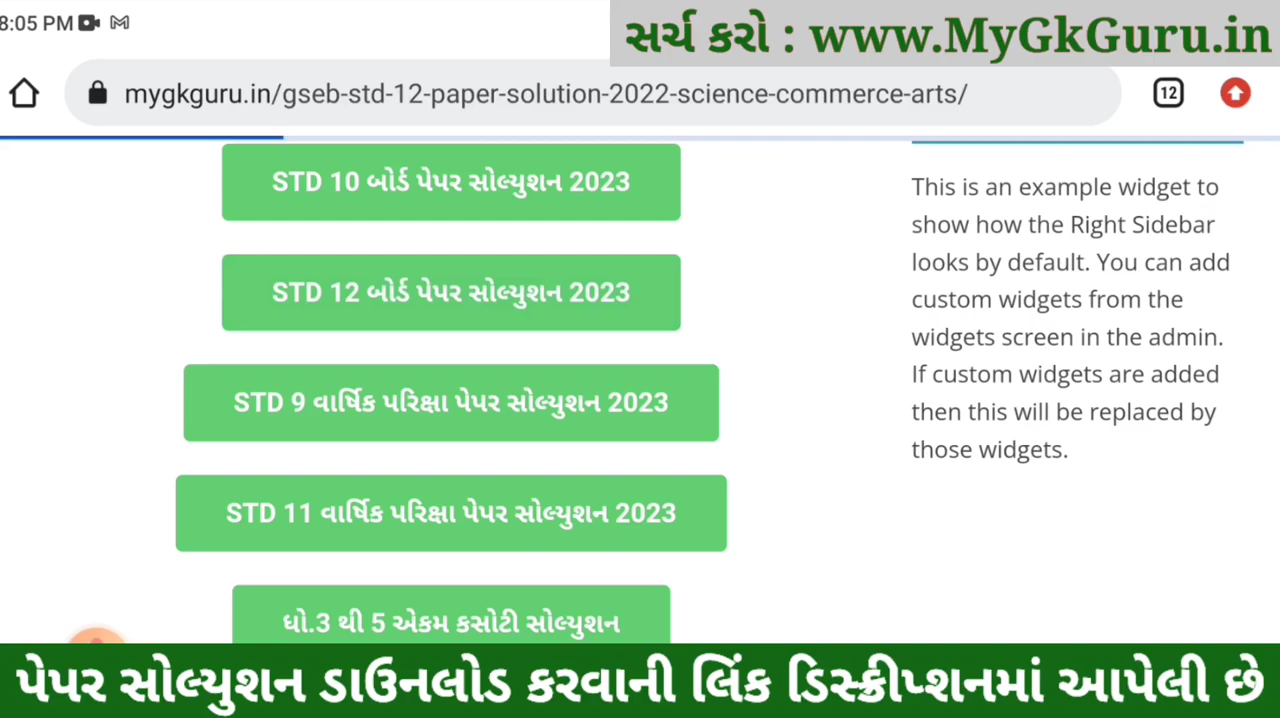 8:05 PM
સર્ચ કરો : www.MyGkGuru.in
mygkguru.in/gseb-std-12-paper-solution-2022-science-commerce-arts/
12
STD 10 બોર્ડ પેપર સોલ્યુશન 2023
STD 12 બોર્ડ પેપર સોલ્યુશન 2023
STD 9 વાર્ષિક પરિક્ષા પેપર સોલ્યુશન 2023
STD 11 વાર્ષિક પરિક્ષા પેપર સોલ્યુશન 2023
ધો.3 થી 5 એકમ કસોટી સોલ્યુશન
This is an example widget to
show how the Right Sidebar
looks by default. You can add
custom widgets from the
widgets screen in the admin.
If custom widgets are added
then this will be replaced by
those widgets.
પેપર સોલ્યુશન ડાઉનલોડ કરવાની લિંક ડિસ્ક્રીપ્શનમાં આપેલી છે